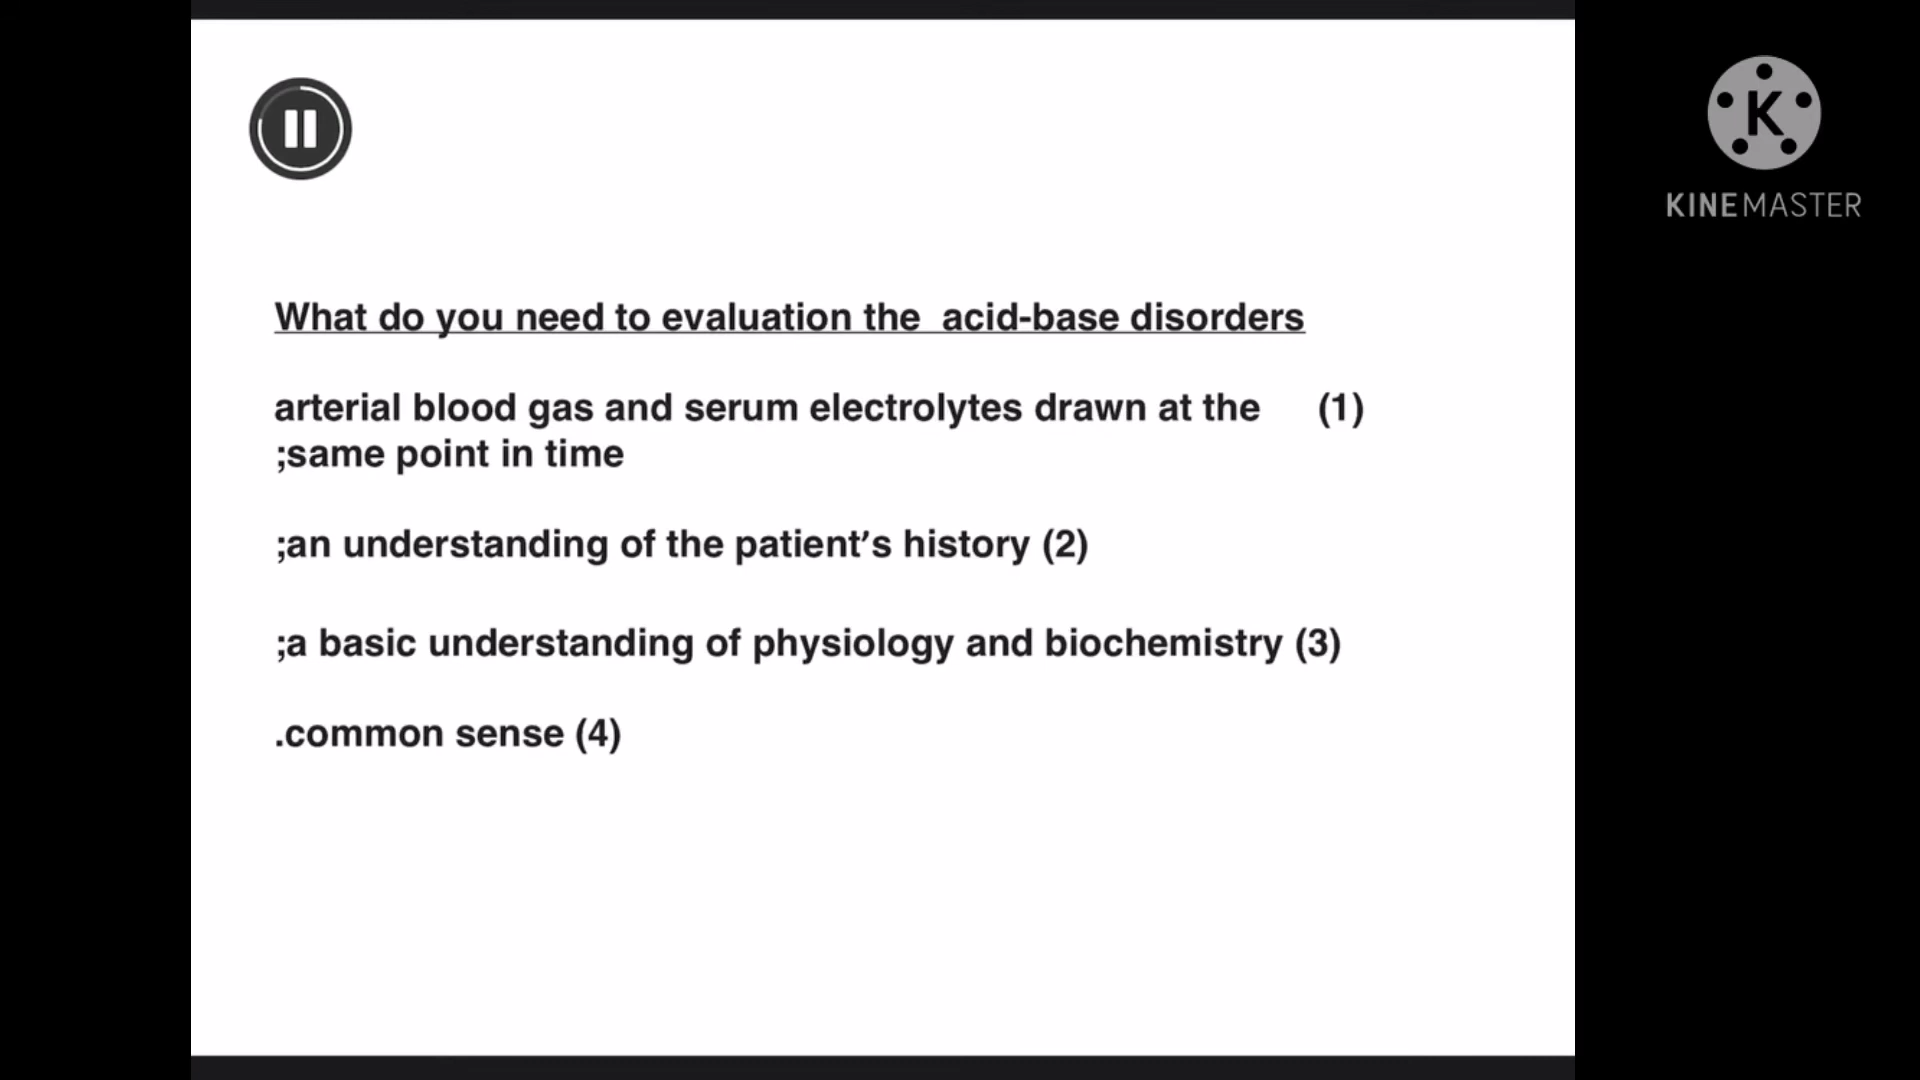 What do you need to evaluation the  acid-base disorders
arterial blood gas and serum electrolytes drawn at the (1)
;same point in time
;an understanding of the patient’s history (2)
;a basic understanding of physiology and biochemistry (3)
.common sense (4)
K
KINEMASTER